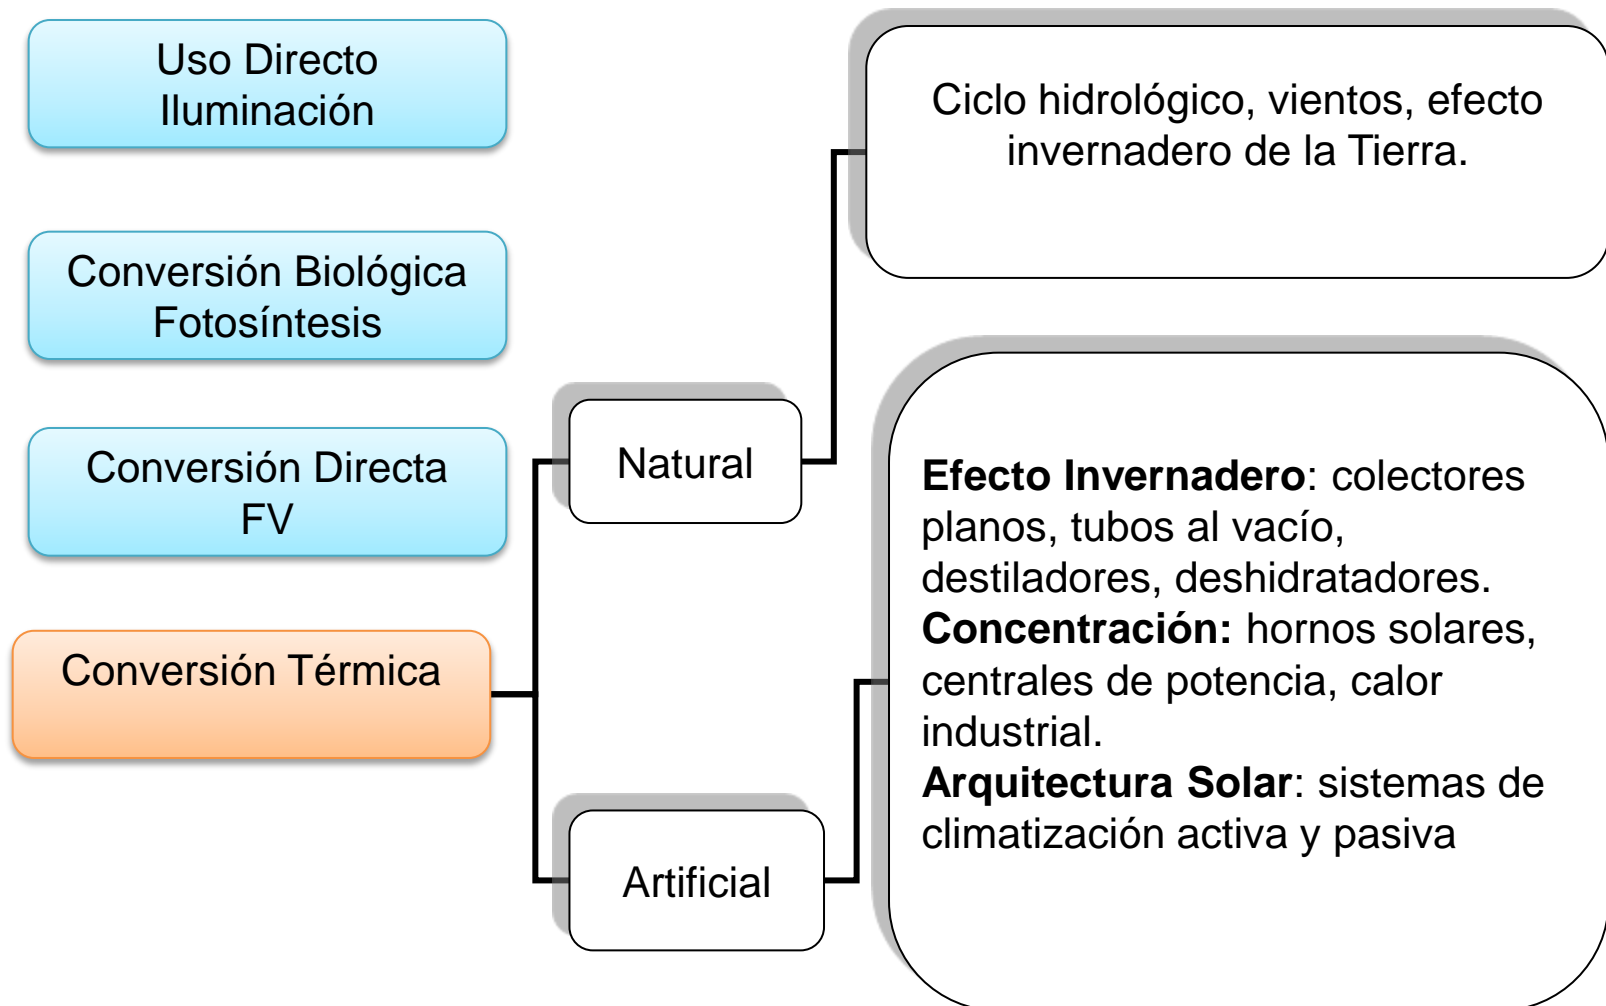 Uso Directo
Iluminación
Conversión Biológica
Fotosíntesis
Conversión Directa
FV
Conversión Térmica
Natural
Artificial
Ciclo hidrológico, vientos, efecto
invernadero de la Tierra.
Efecto Invernadero: colectores
planos, tubos al vacío,
destiladores, deshidratadores.
Concentración: hornos solares,
centrales de potencia, calor
industrial.
Arquitectura Solar: sistemas de
climatización activa y pasiva